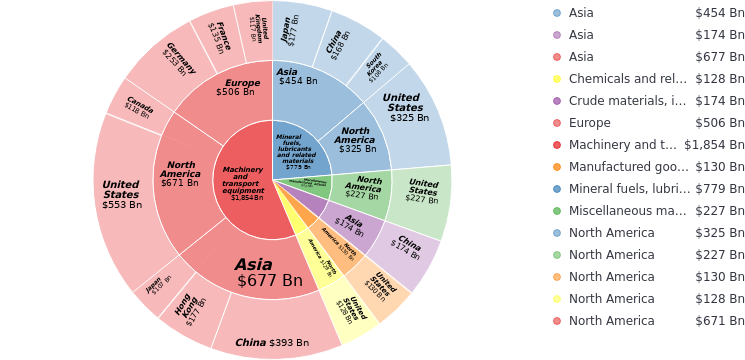 United
Kingdom
$117 Bn
France
$135 Bn
Germany
$253 Bn
Canada
$118 Bn
United
States
$553 Bn
Japan
$107 Bn
Hong
Kong
$177 Bn
China $393 Bn
Japan
$177 Bn
China
$168 Bn
South
Korea
$108 Bn
United
States
$325 Bn
United
States
$227 Bn
China
$174 Bn
United
States
$130 Bn
United
States
$128 Bn
Europe
$506 Bn
North
America
$671 Bn
Asia
$677 Bn
Asia
$454 Bn
North
America
$325 Bn
North
America
$227 Bn
Asia
$174 Bn
North
America
$130 Bn
North
America
$128 Bn
Machinery
and
transport
equipment
$1,854Bn
Mineral
fuels,
lubricants
and related
materials
$779 Bn
Asia $454 Bn
Asia $174 Bn
Asia $677 Bn
Chemicals and rel... $128 Bn
Crude materials, i... $174 Bn
Europe $506 Bn
Machinery and t... $1,854 Bn
Manufactured goo... $130 Bn
Mineral fuels, lubri... $779 Bn
Miscellaneous ma... $227 Bn
North America $325 Bn
North America $227 Bn
North America $130 Bn
North America $128 Bn
North America $671 Bn